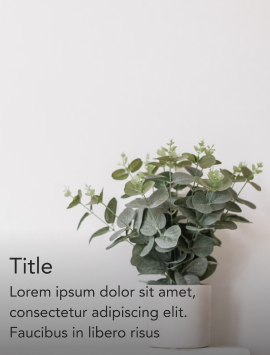 Title
Lorem ipsum dolor sit amet,
consectetur adipiscing elit.
Faucibus in libero risus